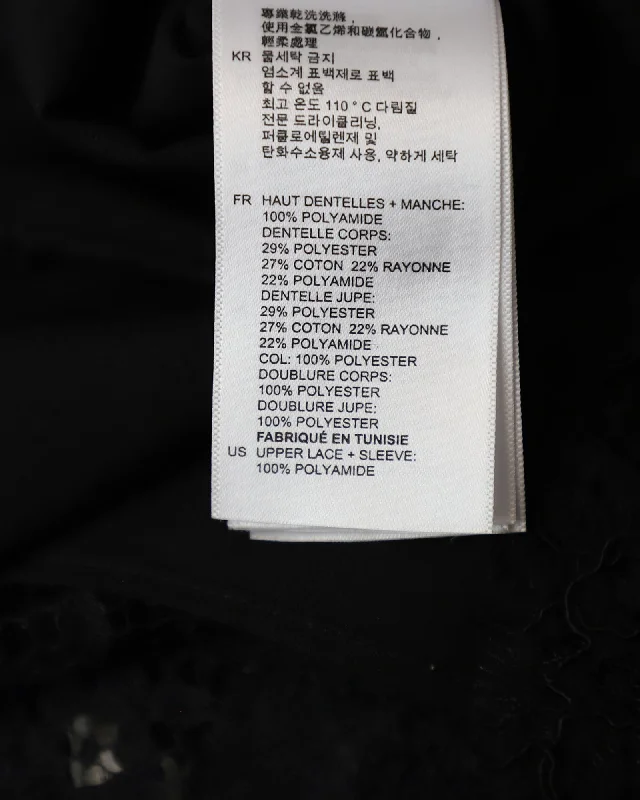 專業乾洗洗滌，
使用全氯乙烯和碳氫化合物，
輕柔處理
KR 물세탁 금지
염소계 표백제로 표백
할 수 없음
최고 온도 110 ° C 다림질
전문 드라이클리닝,
퍼클로에틸렌제 및
탄화수소용제 사용, 약하게 세탁
FR HAUT DENTELLES + MANCHE:
100% POLYAMIDE
DENTELLE CORPS:
29% POLYESTER
27% COTON 22% RAYONNE
22% POLYAMIDE
DENTELLE JUPE:
29% POLYESTER
27% COTON 22% RAYONNE
22% POLYAMIDE
COL: 100% POLYESTER
DOUBLURE CORPS:
100% POLYESTER
DOUBLURE JUPE:
100% POLYESTER
FABRIQUÉ EN TUNISIE
US UPPER LACE + SLEEVE:
100% POLYAMIDE